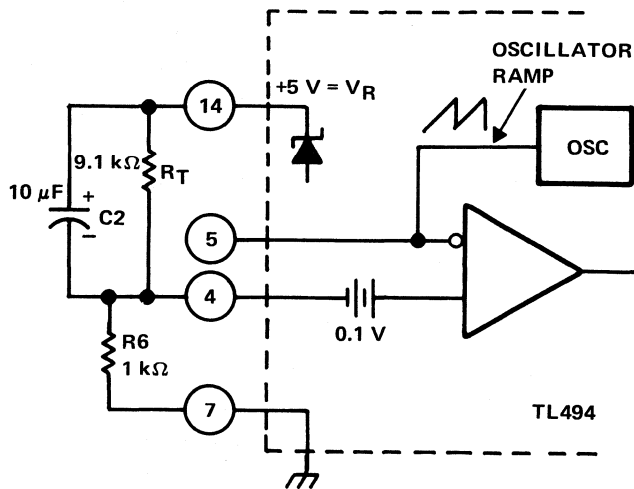 OSCILLATOR
RAMP
+5 V = VR
14
OSC
9.1 kΩ
RT
10 μF
+
C2
−
5
4
0.1 V
R6
1 kΩ
7
TL494